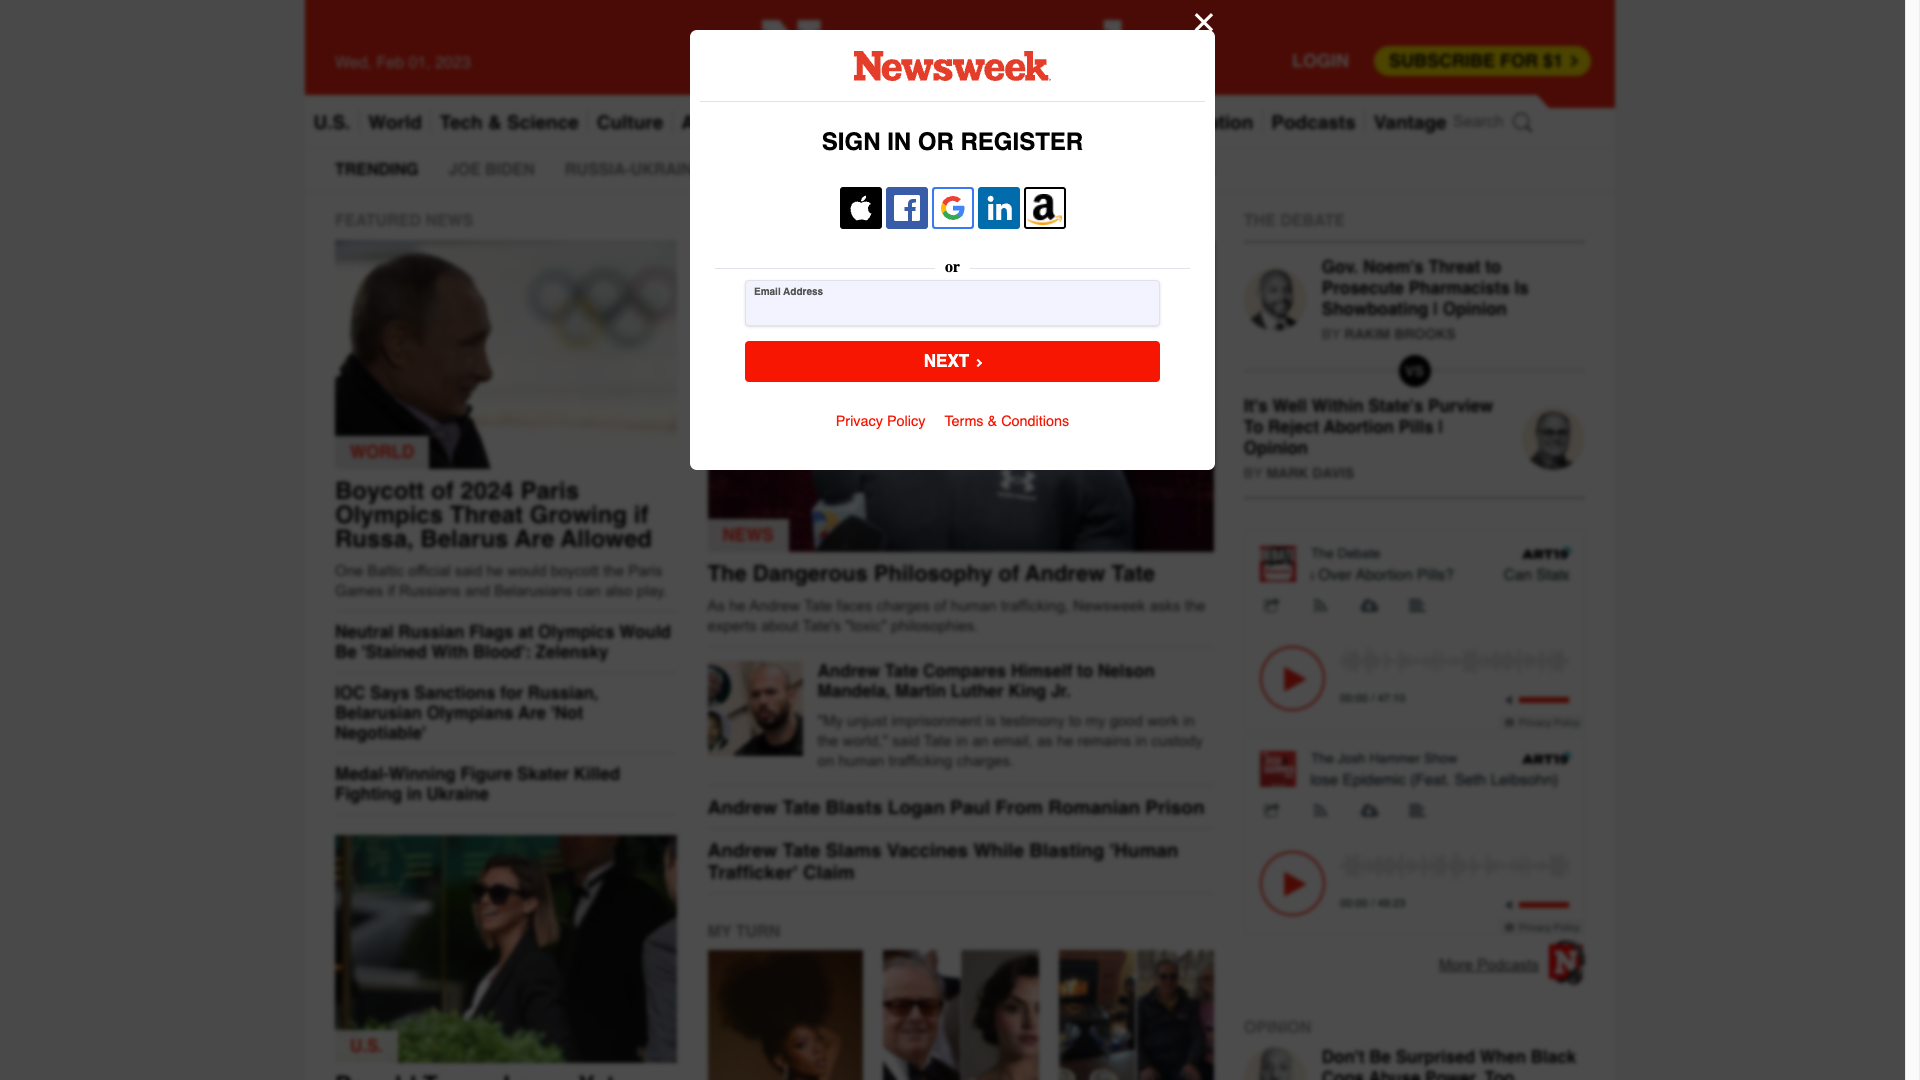 Wed, Feb 01, 2023
LOGIN
SUBSCRIBE FOR $1 >
U.S.
World
Tech & Science
Culture
Podcasts
Vantage
Search
TRENDING
JOE BIDEN
RUSSIA-UKRAIN
Newsweek
SIGN IN OR REGISTER
or
Email Address
NEXT ›
Privacy Policy
Terms & Conditions
FEATURED NEWS
WORLD
Boycott of 2024 Paris
Olympics Threat Growing if
Russa, Belarus Are Allowed
One Baltic official said he would boycott the Paris
Games if Russians and Belarusians can also play.
Neutral Russian Flags at Olympics Would
Be 'Stained With Blood': Zelensky
IOC Says Sanctions for Russian,
Belarusian Olympians Are 'Not
Negotiable'
Medal-Winning Figure Skater Killed
Fighting in Ukraine
U.S.
NEWS
The Dangerous Philosophy of Andrew Tate
As he Andrew Tate faces charges of human trafficking, Newsweek asks the
experts about Tate's "toxic" philosophies.
Andrew Tate Compares Himself to Nelson
Mandela, Martin Luther King Jr.
"My unjust imprisonment is testimony to my good work in
the world," said Tate in an email, as he remains in custody
on human trafficking charges.
Andrew Tate Blasts Logan Paul From Romanian Prison
Andrew Tate Slams Vaccines While Blasting 'Human
Trafficker' Claim
MY TURN
THE DEBATE
Gov. Noem's Threat to
Prosecute Pharmacists Is
Showboating | Opinion
BY RAKIM BROOKS
VS
It's Well Within State's Purview
To Reject Abortion Pills |
Opinion
BY MARK DAVIS
The Debate
ART19
Over Abortion Pills?
Can State
00:00 / 47:10
Privacy Policy
The Josh Hammer Show
ART19
Epidemic (Feat. Seth Leibsohn)
00:00 / 49:23
Privacy Policy
More Podcasts
N
OPINION
Don't Be Surprised When Black
Cops Abuse Power, Too